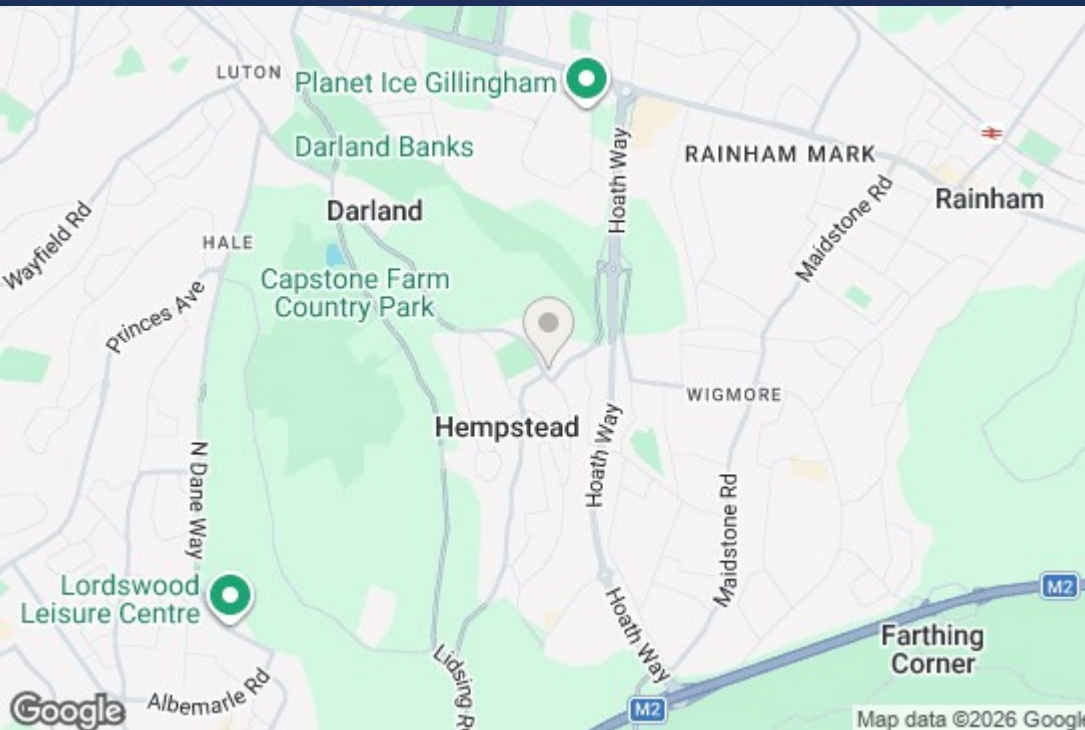 LUTON
Planet Ice Gillingham
Darland Banks
Hoath Way
RAINHAM MARK
Maidstone Rd
Rainham
Darland
Wayfield Rd
HALE
Capstone Farm
Country Park
Princes Ave
WIGMORE
Hempstead
Hoath Way
N Dane Way
Maidstone Rd
Lordswood
Leisure Centre
M2
Hoath Way
Farthing
Corner
Lidsing R
Albemarle Rd
M2
Google
Map data ©2026 Google